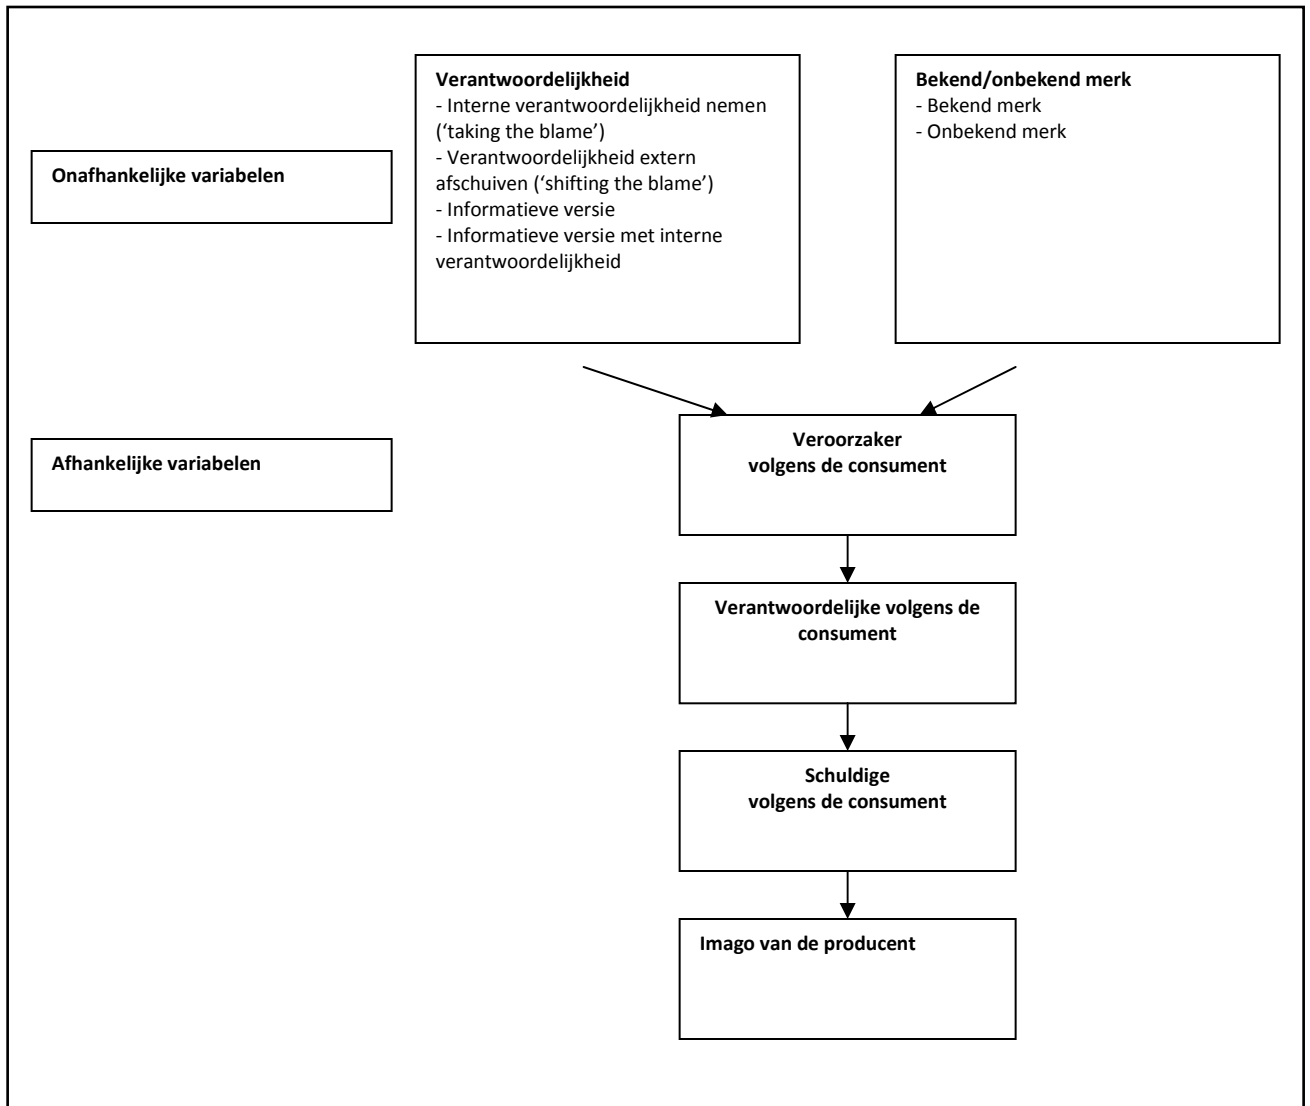 Verantwoordelijkheid
- Interne verantwoordelijkheid nemen
(‘taking the blame’)
- Verantwoordelijkheid extern
afschuiven (‘shifting the blame’)
- Informatieve versie
- Informatieve versie met interne
verantwoordelijkheid
Bekend/onbekend merk
- Bekend merk
- Onbekend merk
Onafhankelijke variabelen
Afhankelijke variabelen
Veroorzaker
volgens de consument
Verantwoordelijke volgens de
consument
Schuldige
volgens de consument
Imago van de producent